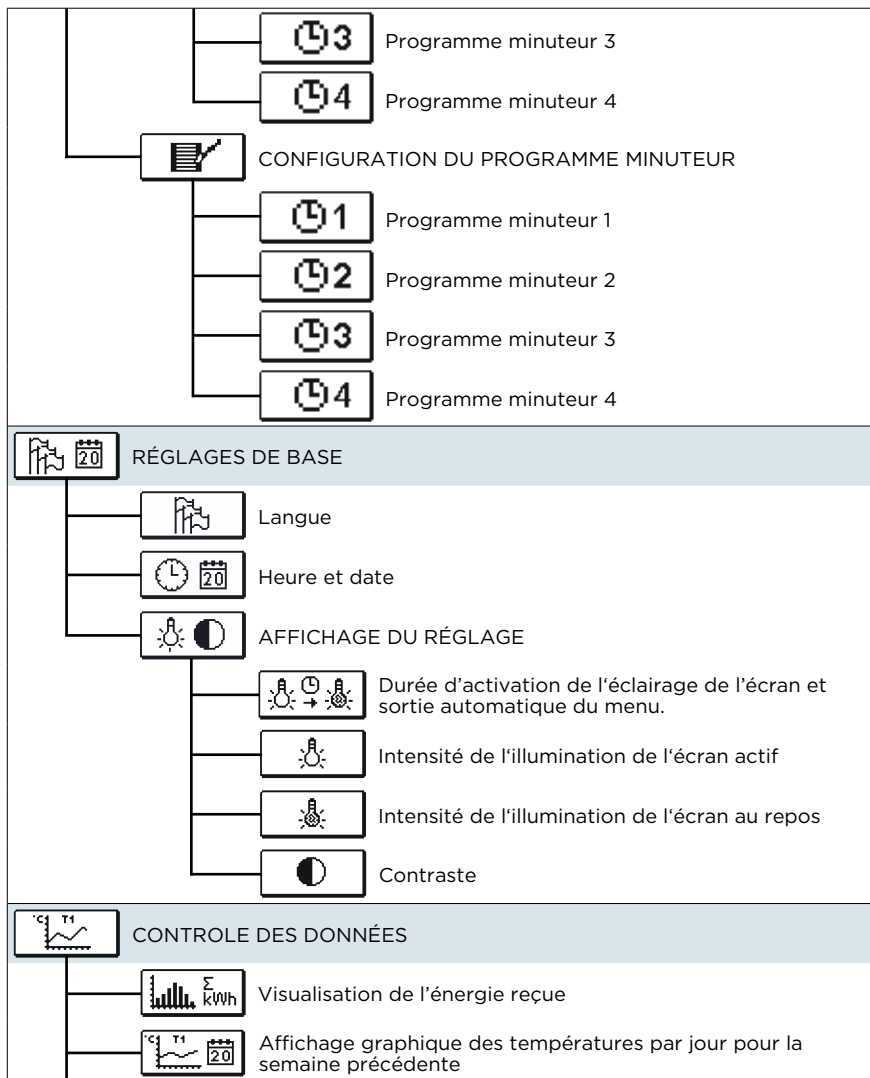 3 Programme minuteur 3
4 Programme minuteur 4
CONFIGURATION DU PROGRAMME MINUTEUR
1 Programme minuteur 1
2 Programme minuteur 2
3 Programme minuteur 3
4 Programme minuteur 4
20 RÉGLAGES DE BASE
Langue
20 Heure et date
AFFICHAGE DU RÉGLAGE
Durée d’activation de l‘éclairage de l’écran et
sortie automatique du menu.
Intensité de l‘illumination de l‘écran actif
Intensité de l‘illumination de l‘écran au repos
Contraste
°C T1 CONTROLE DES DONNÉES
Σ kWh Visualisation de l’énergie reçue
°C T1 20 Affichage graphique des températures par jour pour la
semaine précédente